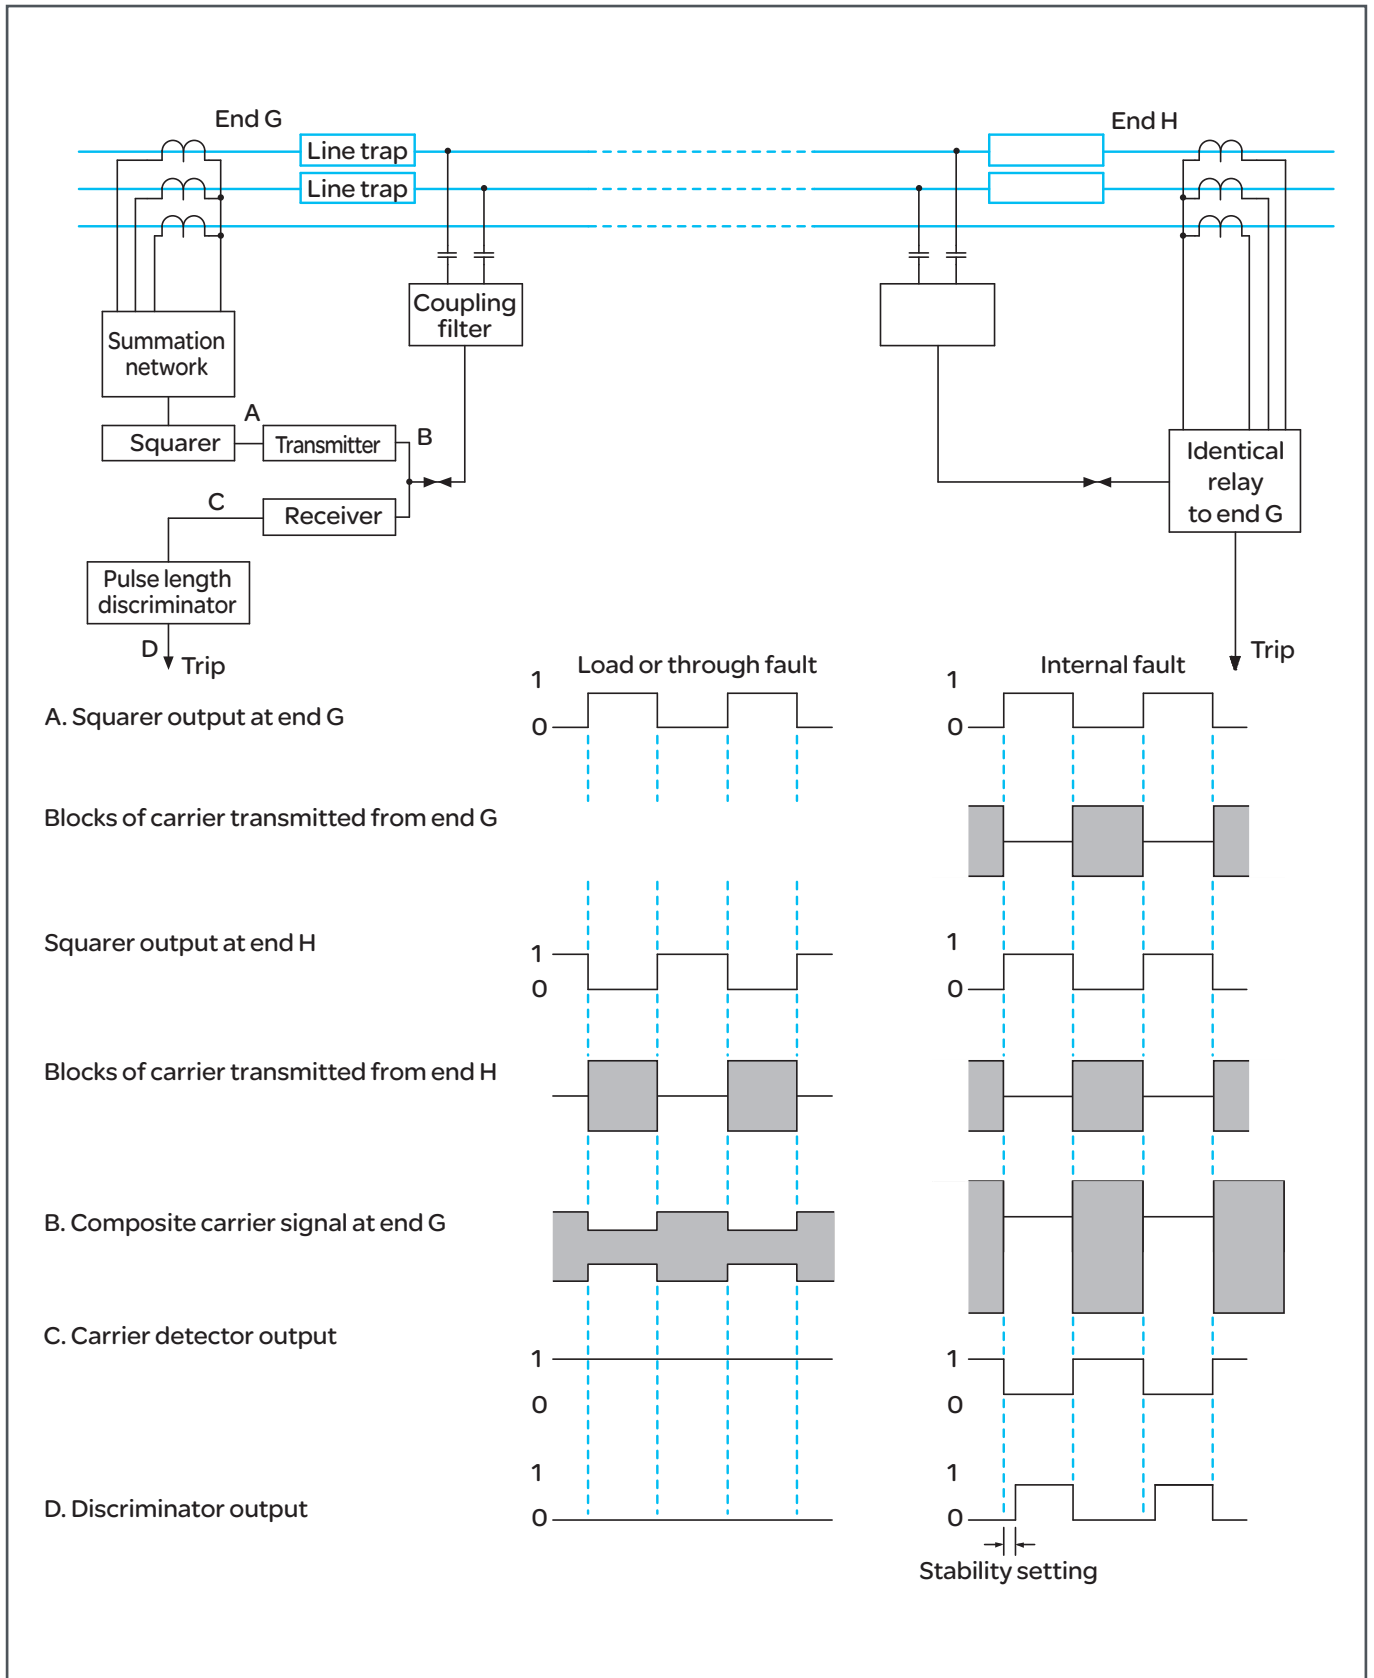 End G
End H
Line trap
Line trap
Coupling
filter
Summation
network
A
Squarer
Transmitter
B
Identical
relay
to end G
C
Receiver
Pulse length
discriminator
D
Trip
Trip
Load or through fault
Internal fault
A. Squarer output at end G
1
0
1
0
Blocks of carrier transmitted from end G
Squarer output at end H
1
0
1
0
Blocks of carrier transmitted from end H
B. Composite carrier signal at end G
C. Carrier detector output
1
0
1
0
D. Discriminator output
1
0
1
0
Stability setting